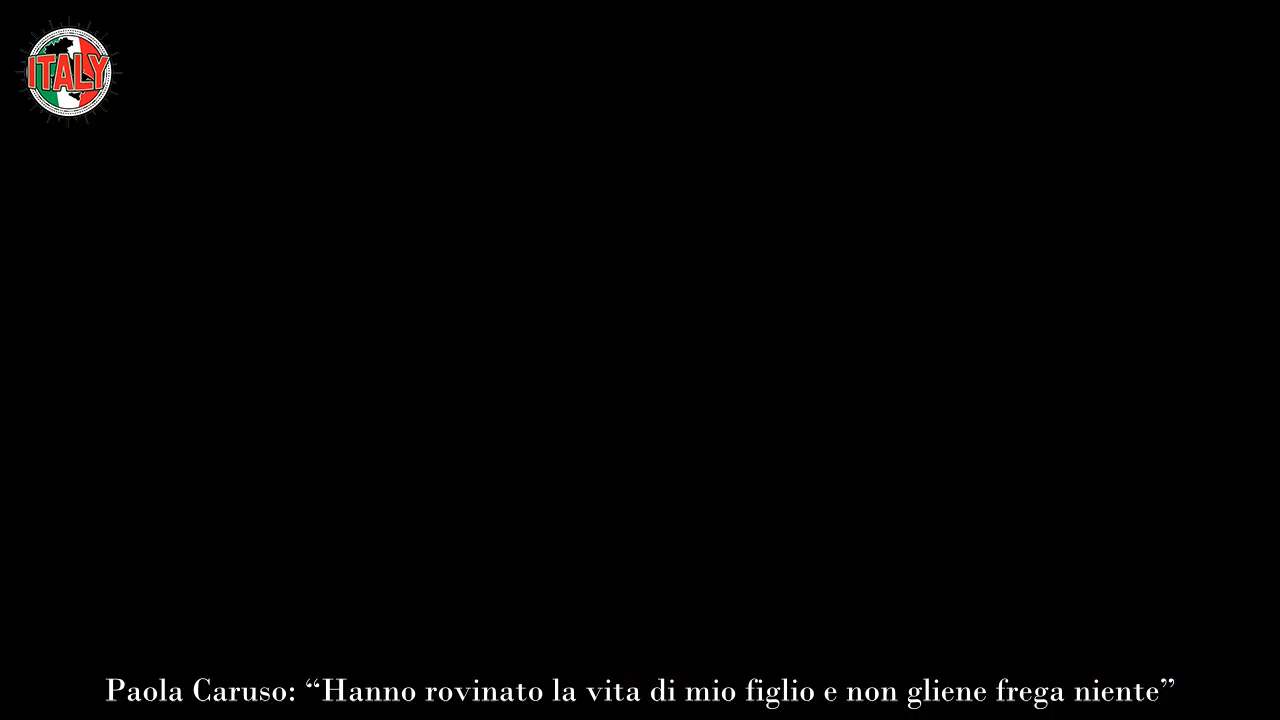 ITALY
Paola Caruso: “Hanno rovinato la vita di mio figlio e non gliene frega niente”